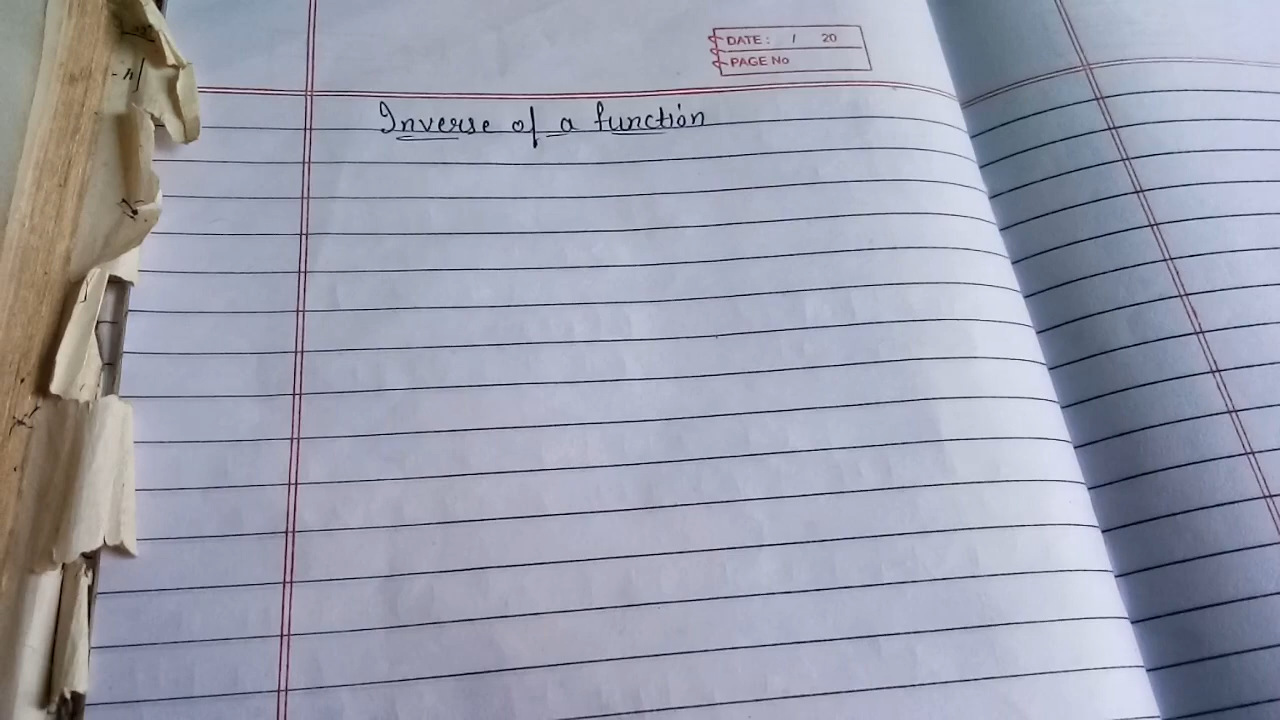 DATE: / 20
PAGE No
Inverse of a function